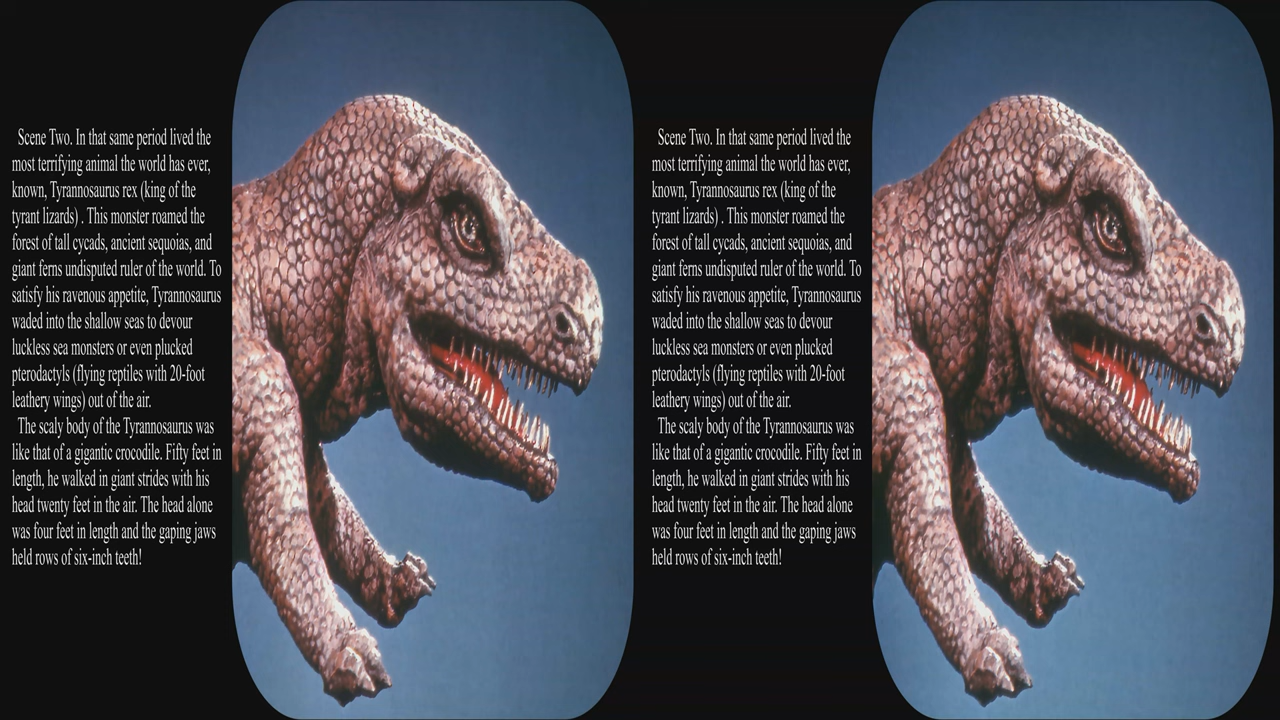 Scene Two. In that same period lived the
most terrifying animal the world has ever,
known, Tyrannosaurus rex (king of the
tyrant lizards) . This monster roamed the
forest of tall cycads, ancient sequoias, and
giant ferns undisputed ruler of the world. To
satisfy his ravenous appetite, Tyrannosaurus
waded into the shallow seas to devour
luckless sea monsters or even plucked
pterodactyls (flying reptiles with 20-foot
leathery wings) out of the air.
The scaly body of the Tyrannosaurus was
like that of a gigantic crocodile. Fifty feet in
length, he walked in giant strides with his
head twenty feet in the air. The head alone
was four feet in length and the gaping jaws
held rows of six-inch teeth!
Scene Two. In that same period lived the
most terrifying animal the world has ever,
known, Tyrannosaurus rex (king of the
tyrant lizards) . This monster roamed the
forest of tall cycads, ancient sequoias, and
giant ferns undisputed ruler of the world. To
satisfy his ravenous appetite, Tyrannosaurus
waded into the shallow seas to devour
luckless sea monsters or even plucked
pterodactyls (flying reptiles with 20-foot
leathery wings) out of the air.
The scaly body of the Tyrannosaurus was
like that of a gigantic crocodile. Fifty feet in
length, he walked in giant strides with his
head twenty feet in the air. The head alone
was four feet in length and the gaping jaws
held rows of six-inch teeth!